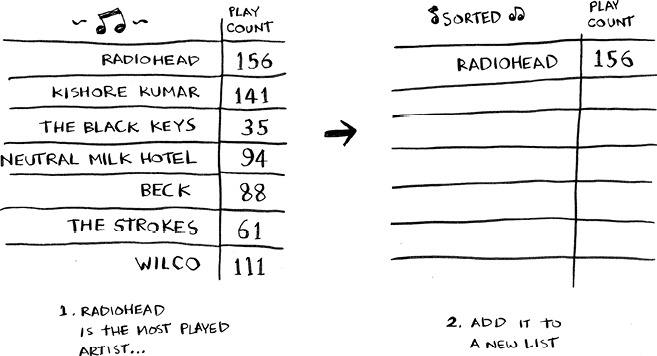 PLAY
COUNT
RADIOHEAD 156
KISHORE KUMAR 141
THE BLACK KEYS 35
NEUTRAL MILK HOTEL 94
BECK 88
THE STROKES 61
WILCO 111
1. RADIOHEAD
IS THE MOST PLAYED
ARTIST...
SORTED
PLAY
COUNT
RADIOHEAD 156
2. ADD IT TO
A NEW LIST